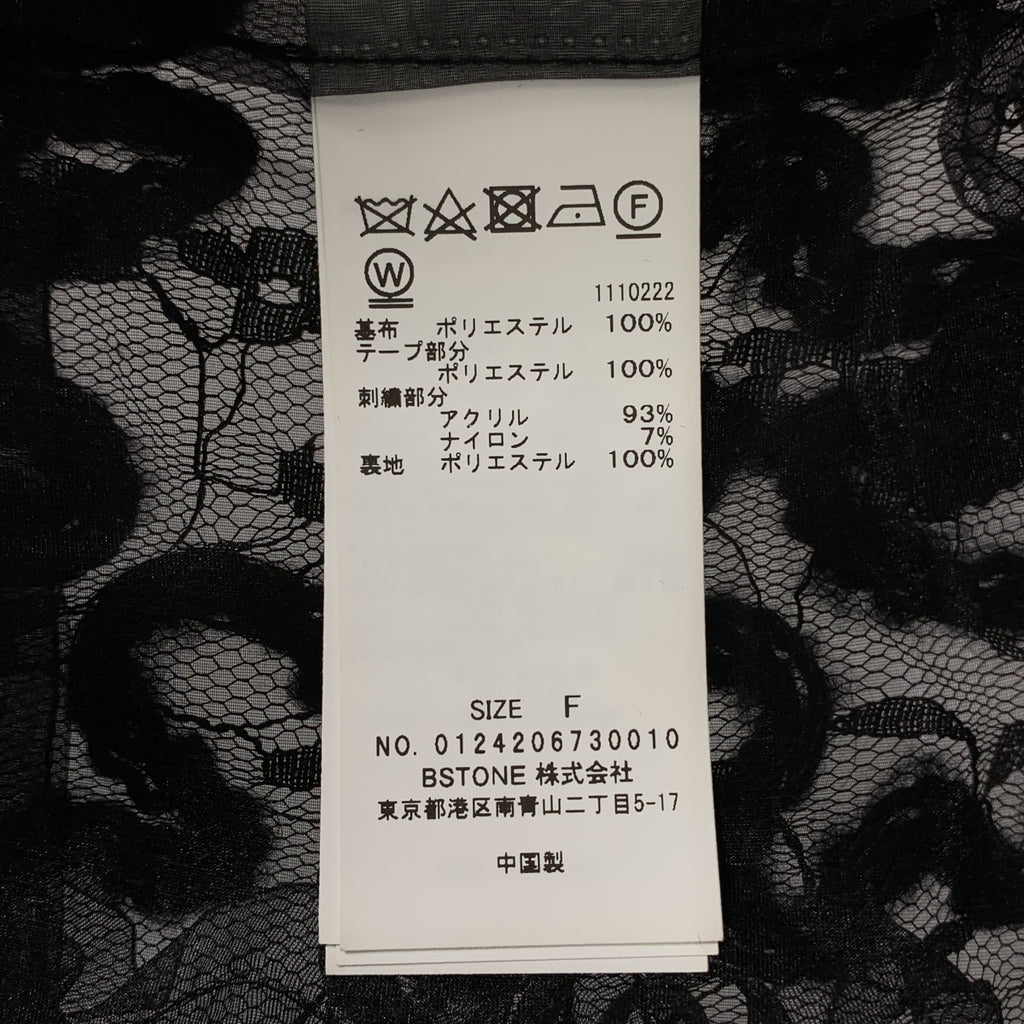 F
W
1110222
基布 ポリエステル 100%
テープ部分
ポリエステル 100%
刺繍部分
アクリル 93%
ナイロン 7%
裏地 ポリエステル 100%
SIZE F
NO. 0124206730010
BSTONE 株式会社
東京都港区南青山二丁目5-17
中国製